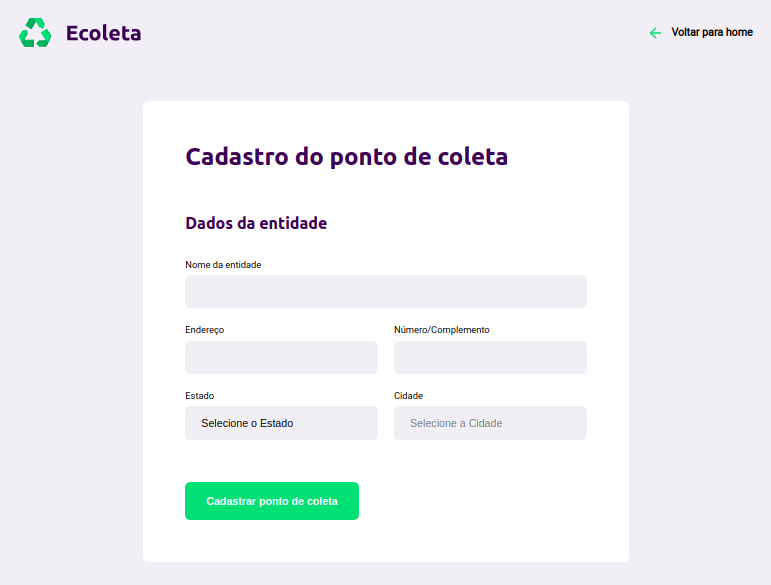 Ecoleta
Voltar para home
Cadastro do ponto de coleta
Dados da entidade
Nome da entidade
Endereço
Número/Complemento
Estado
Cidade
Selecione o Estado
Selecione a Cidade
Cadastrar ponto de coleta